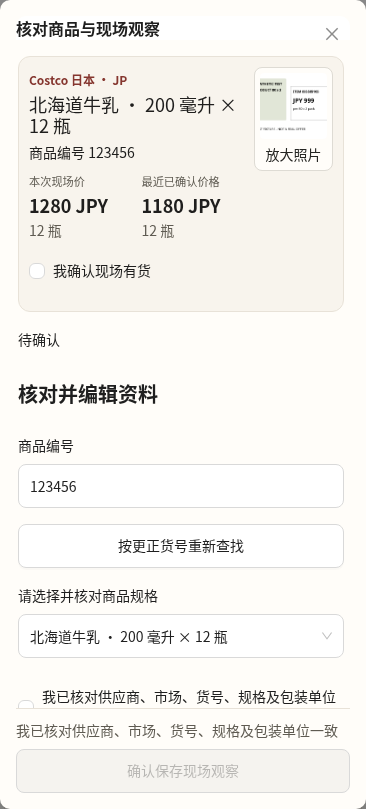 核对商品与现场观察
Costco 日本 · JP
北海道牛乳 · 200 毫升 ×
12 瓶
商品编号 123456
JPY 999
放大照片
本次现场价
最近已确认价格
1280 JPY
1180 JPY
12 瓶
12 瓶
我确认现场有货
待确认
核对并编辑资料
商品编号
123456
按更正货号重新查找
请选择并核对商品规格
北海道牛乳 · 200 毫升 × 12 瓶
我已核对供应商、市场、货号、规格及包装单位
我已核对供应商、市场、货号、规格及包装单位一致
确认保存现场观察